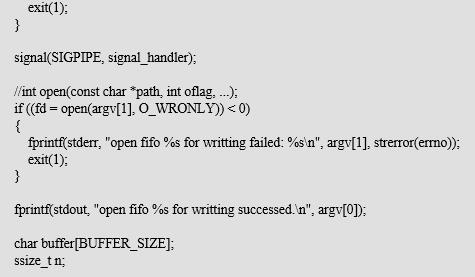 exit(1);
}
signal(SIGPIPE, signal_handler);
//int open(const char *path, int oflag, ...);
if ((fd = open(argv[1], O_WRONLY)) < 0)
{
fprintf(stderr, "open fifo %s for writting failed: %s\n", argv[1], strerror(errno));
exit(1);
}
fprintf(stdout, "open fifo %s for writting successed.\n", argv[0]);
char buffer[BUFFER_SIZE];
ssize_t n;